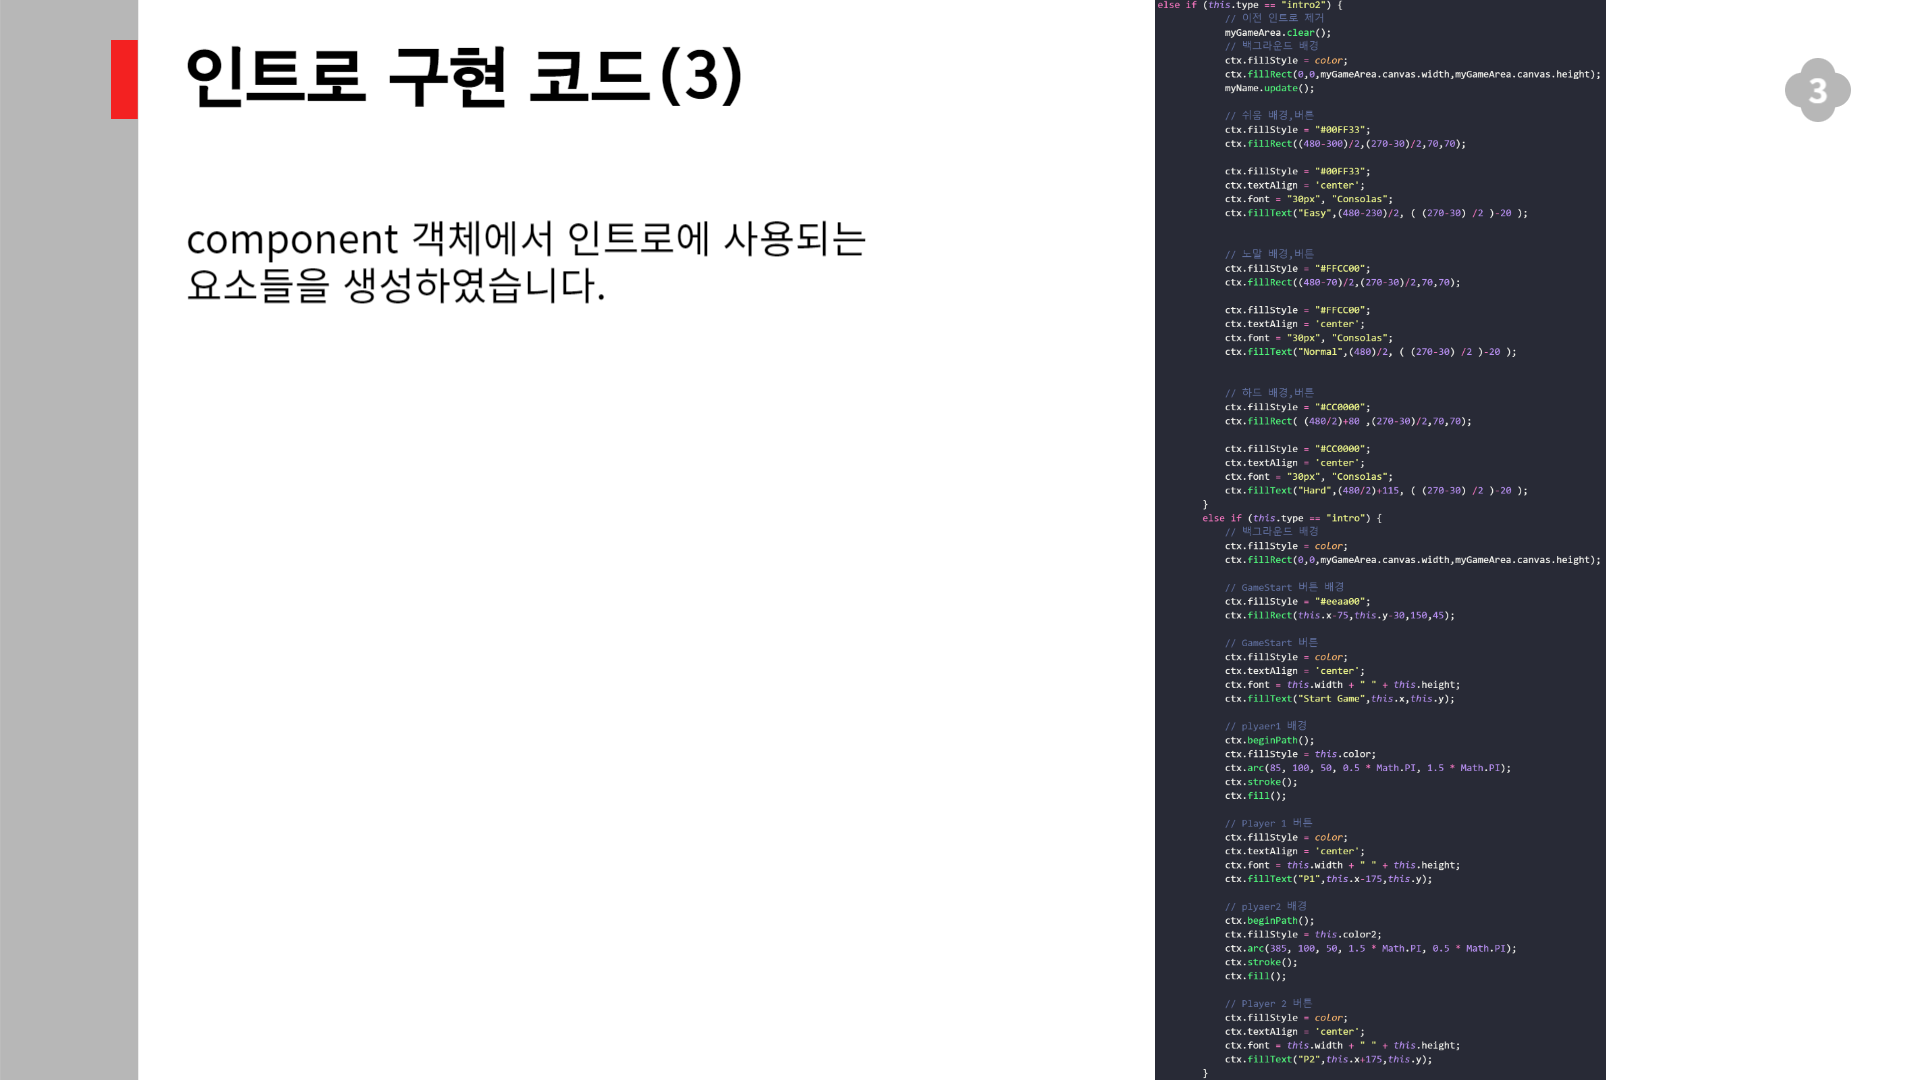 인트로 구현 코드(3)
3
component 객체에서 인트로에 사용되는
요소들을 생성하였습니다.
else if (this.type == "intro2") {
// 이전 인트로 제거
myGameArea.clear();
// 백그라운드 배경
ctx.fillStyle = color;
ctx.fillRect(0,0,myGameArea.canvas.width,myGameArea.canvas.height);
myName.update();
// 쉬움 배경,버튼
ctx.fillStyle = "#00FF33";
ctx.fillRect((480-300)/2,(270-30)/2,70,70);
ctx.fillStyle = "#00FF33";
ctx.textAlign = 'center';
ctx.font = "30px", "Consolas";
ctx.fillText("Easy",(480-230)/2, ( (270-30) /2 )-20 );
// 노말 배경,버튼
ctx.fillStyle = "#FFCC00";
ctx.fillRect((480-70)/2,(270-30)/2,70,70);
ctx.fillStyle = "#FFCC00";
ctx.textAlign = 'center';
ctx.font = "30px", "Consolas";
ctx.fillText("Normal",(480)/2, ( (270-30) /2 )-20 );
// 하드 배경,버튼
ctx.fillStyle = "#CC0000";
ctx.fillRect( (480/2)+80 ,(270-30)/2,70,70);
ctx.fillStyle = "#CC0000";
ctx.textAlign = 'center';
ctx.font = "30px", "Consolas";
ctx.fillText("Hard",(480/2)+115, ( (270-30) /2 )-20 );
}
else if (this.type == "intro") {
// 백그라운드 배경
ctx.fillStyle = color;
ctx.fillRect(0,0,myGameArea.canvas.width,myGameArea.canvas.height);
// GameStart 버튼 배경
ctx.fillStyle = "#eeaa00";
ctx.fillRect(this.x-75,this.y-30,150,45);
// GameStart 버튼
ctx.fillStyle = color;
ctx.textAlign = 'center';
ctx.font = this.width + " " + this.height;
ctx.fillText("Start Game",this.x,this.y);
// plyaer1 배경
ctx.beginPath();
ctx.fillStyle = this.color;
ctx.arc(85, 100, 50, 0.5 * Math.PI, 1.5 * Math.PI);
ctx.stroke();
ctx.fill();
// Player 1 버튼
ctx.fillStyle = color;
ctx.textAlign = 'center';
ctx.font = this.width + " " + this.height;
ctx.fillText("P1",this.x-175,this.y);
// plyaer2 배경
ctx.beginPath();
ctx.fillStyle = this.color2;
ctx.arc(385, 100, 50, 1.5 * Math.PI, 0.5 * Math.PI);
ctx.stroke();
ctx.fill();
// Player 2 버튼
ctx.fillStyle = color;
ctx.textAlign = 'center';
ctx.font = this.width + " " + this.height;
ctx.fillText("P2",this.x+175,this.y);
}